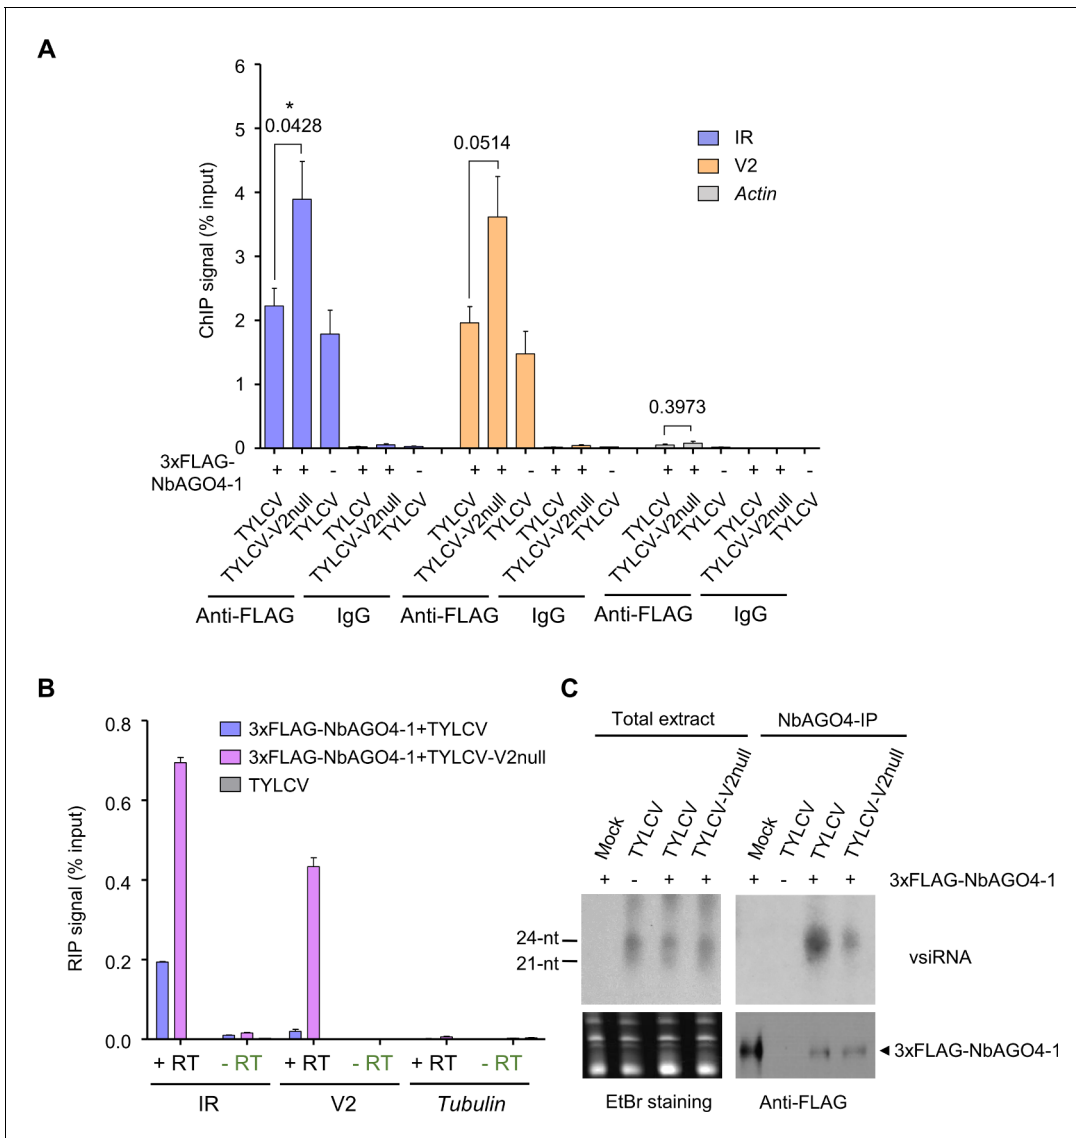 A
6
5
4
3
2
1
0
ChIP signal (% input)
*
0.0428
0.0514
0.3973
IR
V2
Actin
3xFLAG-
NbAGO4-1
+ + - + + - + + - + + - + + - + + -
TYLCV TYLCV-V2null TYLCV TYLCV TYLCV-V2null TYLCV TYLCV TYLCV-V2null TYLCV TYLCV TYLCV-V2null TYLCV TYLCV TYLCV-V2null TYLCV TYLCV TYLCV-V2null TYLCV
Anti-FLAG IgG Anti-FLAG IgG Anti-FLAG IgG
B
0.8
0.6
0.4
0.2
0.0
RIP signal (% input)
3xFLAG-NbAGO4-1+TYLCV
3xFLAG-NbAGO4-1+TYLCV-V2null
TYLCV
+ RT - RT + RT - RT + RT - RT
IR V2 Tubulin
C
Total extract NbAGO4-IP
Mock TYLCV TYLCV TYLCV-V2null Mock TYLCV TYLCV TYLCV-V2null
+ - + + + - + + 3xFLAG-NbAGO4-1
24-nt
21-nt
vsiRNA
3xFLAG-NbAGO4-1
EtBr staining Anti-FLAG